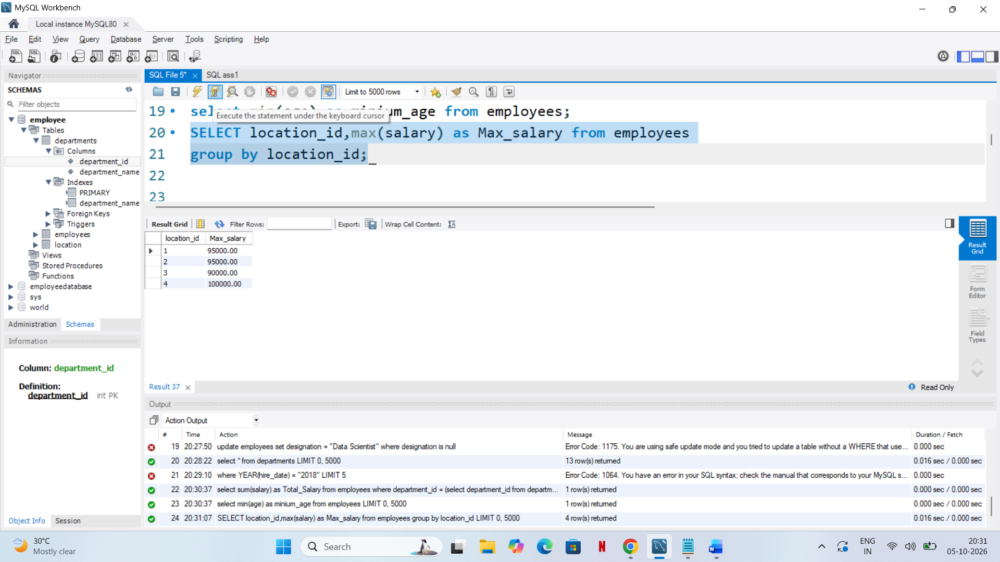 MySQL Workbench
Local instance MySQL80
File Edit View Query Database Server Tools Scripting Help
Navigator
SCHEMAS
Filter objects
employee
Tables
departments
Columns
department_id
department_name
Indexes
PRIMARY
department_name
Foreign Keys
Triggers
employees
location
Views
Stored Procedures
Functions
employeedatabase
sys
world
Administration Schemas
Information
Column: department_id
Definition:
department_id int PK
Object Info Session
SQL File 5* SQL ass1
Limit to 5000 rows
19 select min(age) as minium_age from employees;
Execute the statement under the keyboard cursor
20 SELECT location_id,max(salary) as Max_salary from employees
21 group by location_id;
22
23
Result Grid Filter Rows: Export: Wrap Cell Content:
location_id Max_salary
1 95000.00
2 95000.00
3 90000.00
4 100000.00
Result Grid
Form Editor
Field Types
Result 37
Read Only
Output
Action Output
# Time Action Message Duration / Fetch
19 20:27:50 update employees set designation = "Data Scientist" where designation is null Error Code: 1175. You are using safe update mode and you tried to update a table without a WHERE that use... 0.000 sec
20 20:28:22 select * from departments LIMIT 0, 5000 13 row(s) returned 0.016 sec / 0.000 sec
21 20:29:10 where YEAR(hire_date) = "2018" LIMIT 5 Error Code: 1064. You have an error in your SQL syntax; check the manual that corresponds to your MySQL s... 0.000 sec
22 20:30:37 select sum(salary) as Total_Salary from employees where department_id = (select department_id from departm... 1 row(s) returned 0.000 sec / 0.000 sec
23 20:30:37 select min(age) as minium_age from employees LIMIT 0, 5000 1 row(s) returned 0.000 sec / 0.000 sec
24 20:31:07 SELECT location_id,max(salary) as Max_salary from employees group by location_id LIMIT 0, 5000 4 row(s) returned 0.016 sec / 0.000 sec
30°C
Mostly clear
Search
ENG
IN
20:31
05-10-2026